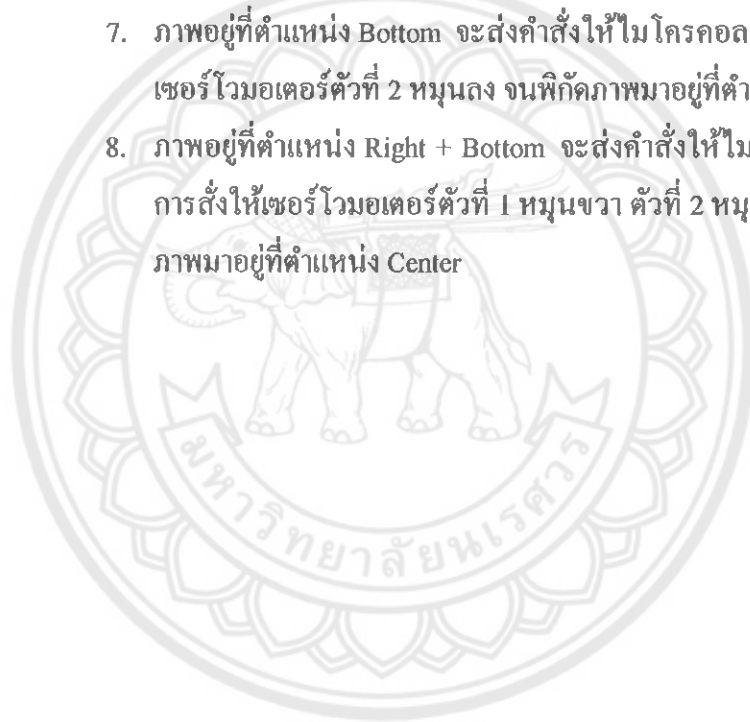 7. ภาพอยู่ที่ตำแหน่ง Bottom จะส่งคำสั่งให้ไมโครคอล
เซอร์โวมอเตอร์ตัวที่ 2 หมุนลง จนพิกัดภาพมาอยู่ที่ตำ
8. ภาพอยู่ที่ตำแหน่ง Right + Bottom จะส่งคำสั่งให้ไม
การสั่งให้เซอร์โวมอเตอร์ตัวที่ 1 หมุนขวา ตัวที่ 2 หมุ
ภาพมาอยู่ที่ตำแหน่ง Center
มหาวิทยาลัยนเรศวร